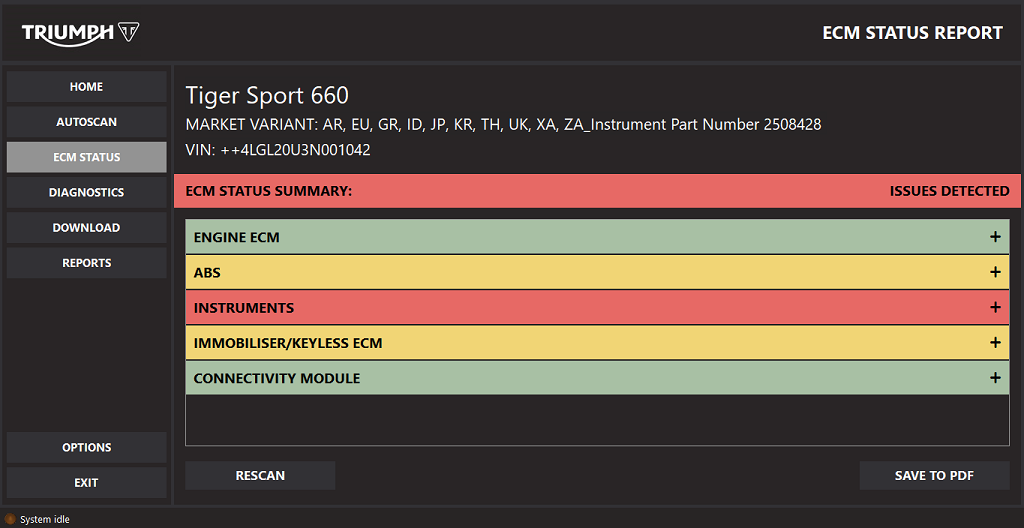 TRIUMPH
ECM STATUS REPORT
HOME
AUTOSCAN
ECM STATUS
DIAGNOSTICS
DOWNLOAD
REPORTS
OPTIONS
EXIT
Tiger Sport 660
MARKET VARIANT: AR, EU, GR, ID, JP, KR, TH, UK, XA, ZA_Instrument Part Number 2508428
VIN: ++4LGL20U3N001042
ECM STATUS SUMMARY: ISSUES DETECTED
ENGINE ECM +
ABS +
INSTRUMENTS +
IMMOBILISER/KEYLESS ECM +
CONNECTIVITY MODULE +
RESCAN SAVE TO PDF
System idle